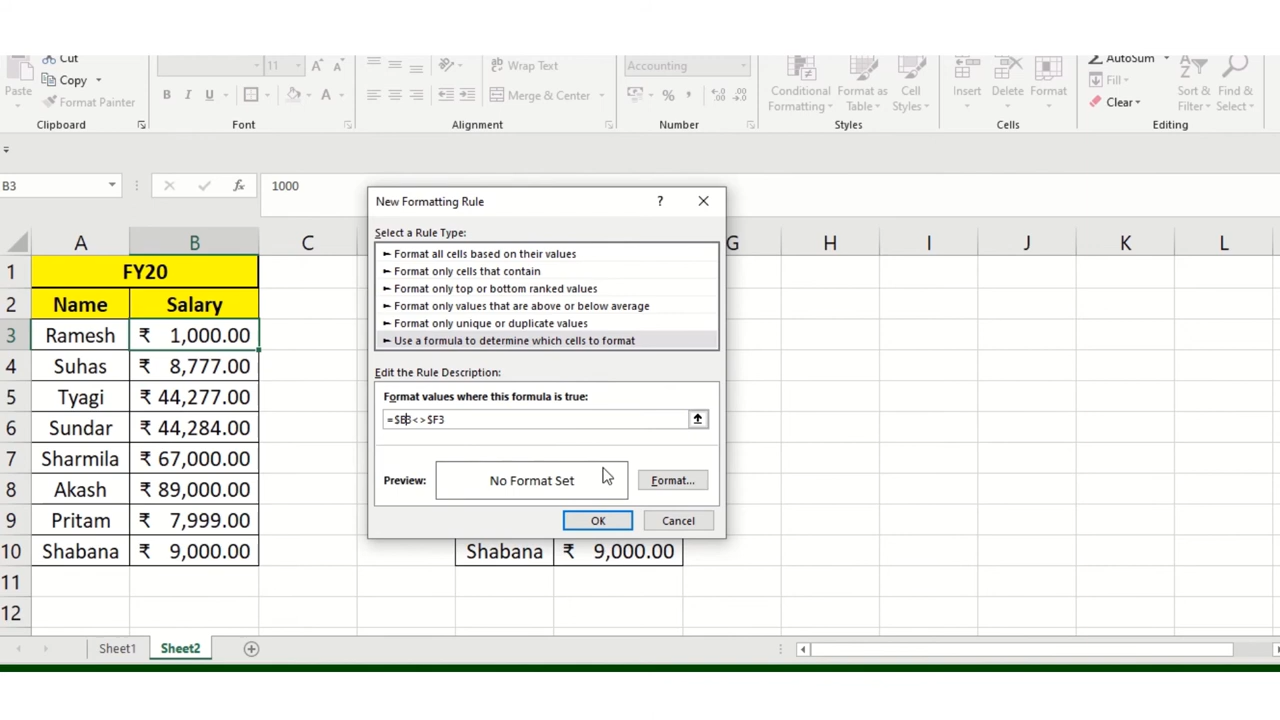 Cut
Copy
Paste
Format Painter
Clipboard
11
A A
B I U
A
Font
Wrap Text
Merge & Center
Alignment
Accounting
%
Number
Conditional Formatting
Format as Table
Cell Styles
Styles
Insert
Delete
Format
Cells
AutoSum
Fill
Clear
Sort & Filter
Find & Select
Editing
B3
fx
1000
A B C G H I J K L
1 FY20
2 Name Salary
3 Ramesh ₹ 1,000.00
4 Suhas ₹ 8,777.00
5 Tyagi ₹ 44,277.00
6 Sundar ₹ 44,284.00
7 Sharmila ₹ 67,000.00
8 Akash ₹ 89,000.00
9 Pritam ₹ 7,999.00
10 Shabana ₹ 9,000.00 Shabana ₹ 9,000.00
11
12
New Formatting Rule
?
Select a Rule Type:
► Format all cells based on their values
► Format only cells that contain
► Format only top or bottom ranked values
► Format only values that are above or below average
► Format only unique or duplicate values
► Use a formula to determine which cells to format
Edit the Rule Description:
Format values where this formula is true:
=$B3<>$F3
Preview:
No Format Set
Format...
OK
Cancel
Sheet1
Sheet2